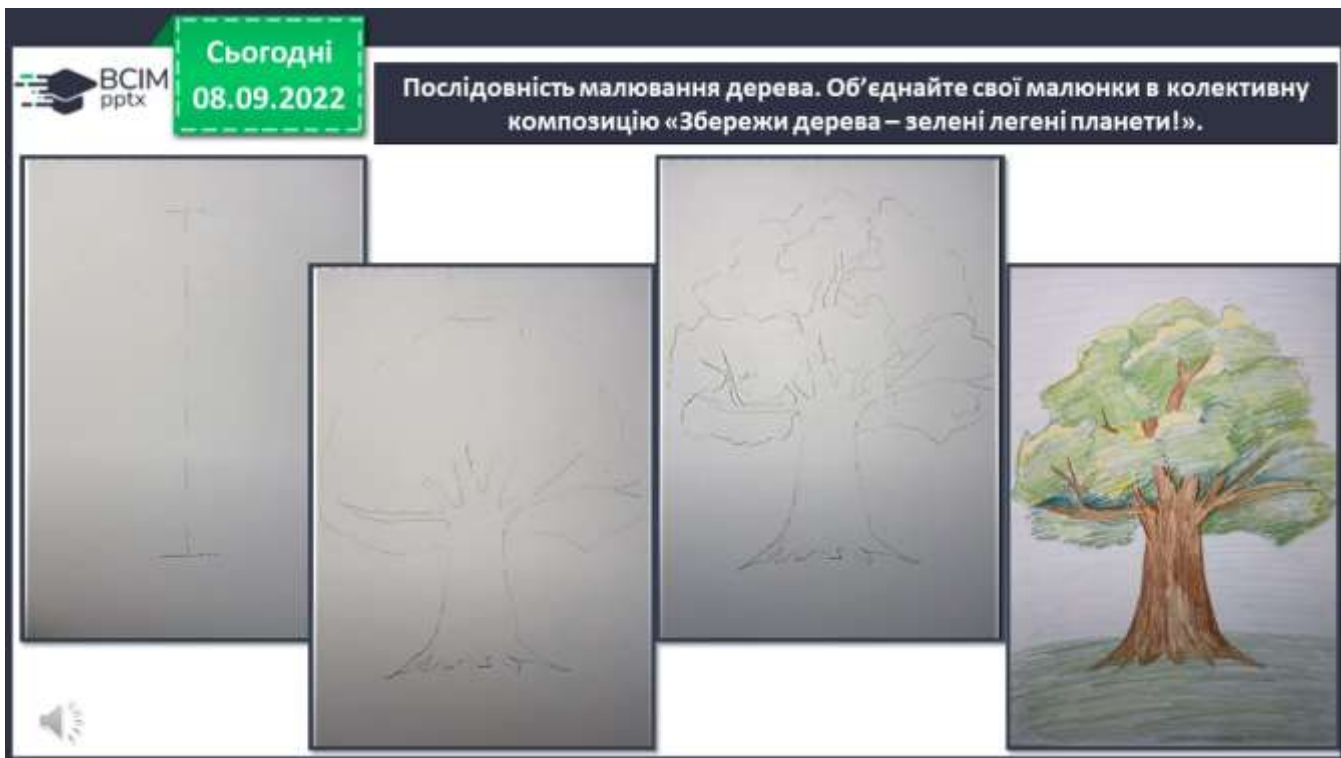 ВСІМ
pptx
Сьогодні
08.09.2022
Послідовність малювання дерева. Об’єднайте свої малюнки в колективну
композицію «Збережи дерева – зелені легені планети!».